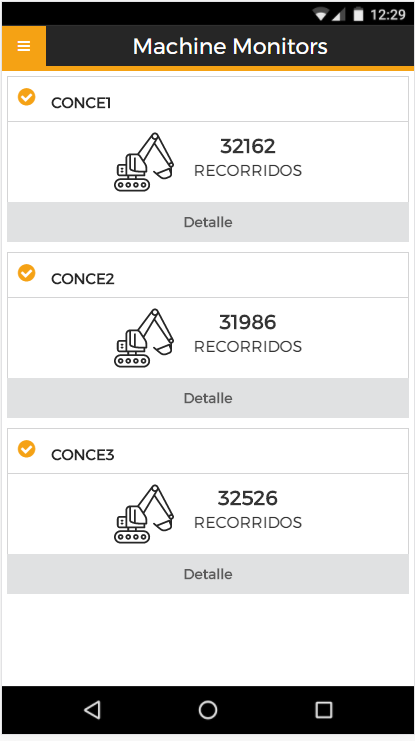 12:29
Machine Monitors
CONCE1
32162
RECORRIDOS
Detalle
CONCE2
31986
RECORRIDOS
Detalle
CONCE3
32526
RECORRIDOS
Detalle